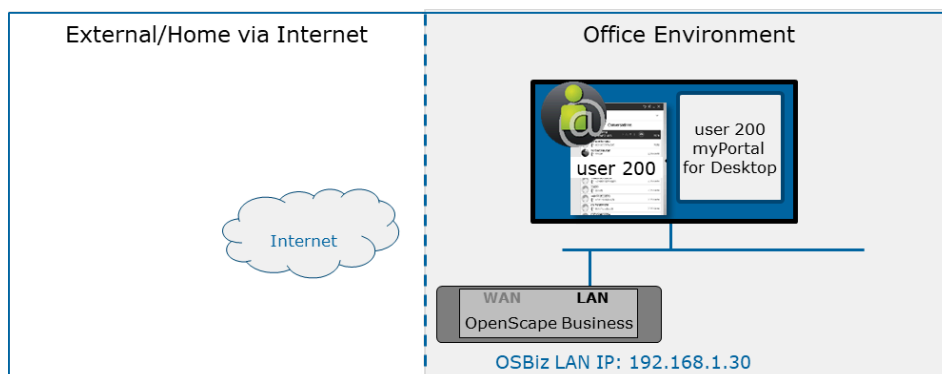 External/Home via Internet
Office Environment
@
user 200
user 200
myPortal
for Desktop
Internet
WAN LAN
OpenScape Business
OSBiz LAN IP: 192.168.1.30